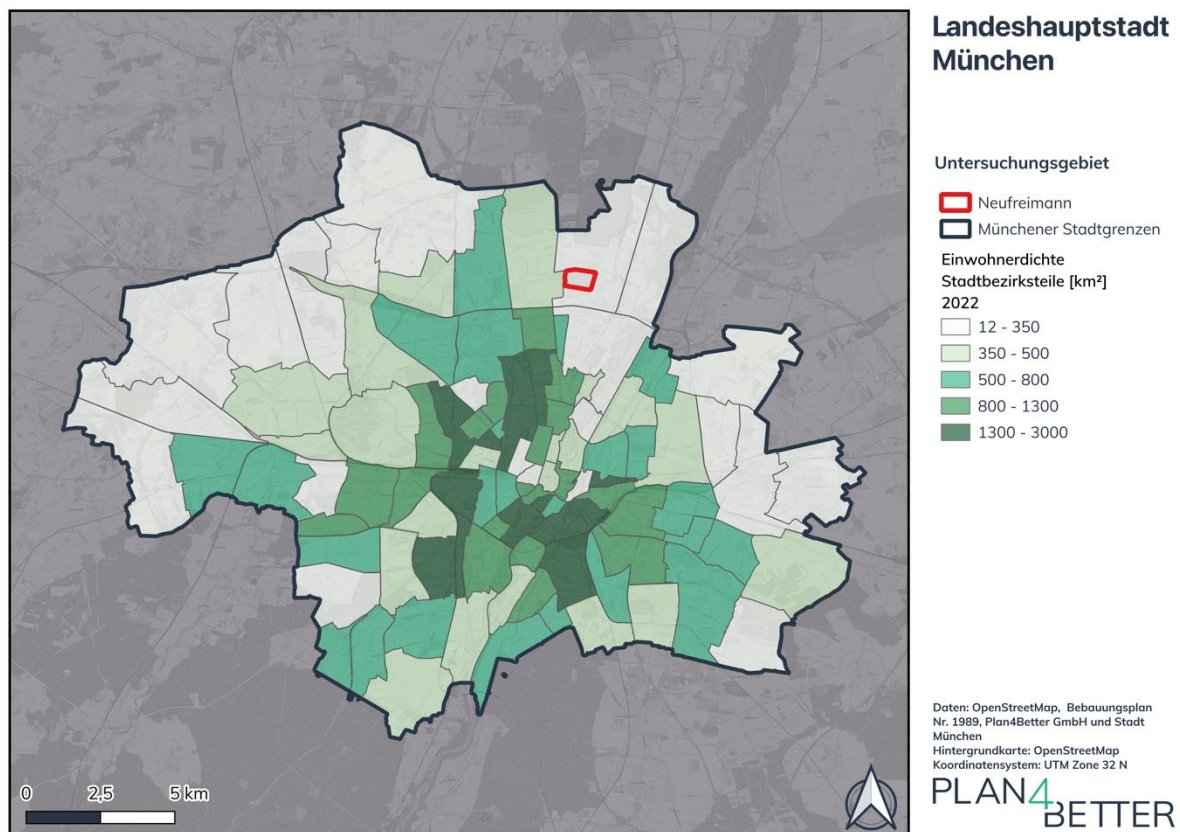 Landeshauptstadt
München
Untersuchungsgebiet
Neufreimann
Münchener Stadtgrenzen
Einwohnerdichte
Stadtbezirksteile [km²]
2022
12 - 350
350 - 500
500 - 800
800 - 1300
1300 - 3000
0 2,5 5 km
Daten: OpenStreetMap, Bebauungsplan
Nr. 1989, Plan4Better GmbH und Stadt
München
Hintergrundkarte: OpenStreetMap
Koordinatensystem: UTM Zone 32 N
PLAN4
BETTER